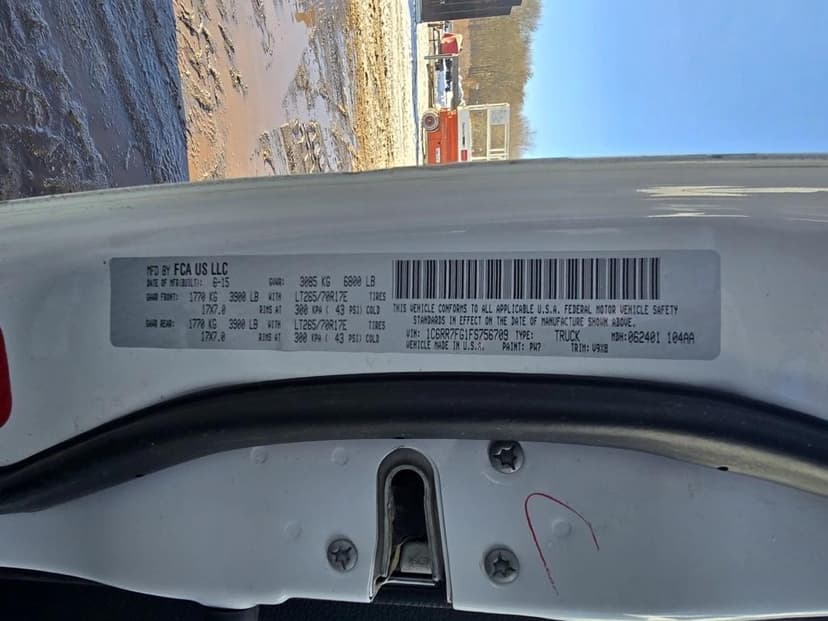 MFD BY FCA US LLC
DATE OF MFR(BUILT): 6-15 GVWR: 3085 KG 6800 LB
GAWR FRONT: 1770 KG 3900 LB WITH LT265/70R17E TIRES
17X7.0 RIMS AT 300 KPA ( 43 PSI) COLD
GAWR REAR: 1770 KG 3900 LB WITH LT265/70R17E TIRES
17X7.0 RIMS AT 300 KPA ( 43 PSI) COLD
THIS VEHICLE CONFORMS TO ALL APPLICABLE U.S.A. FEDERAL MOTOR VEHICLE SAFETY
STANDARDS IN EFFECT ON THE DATE OF MANUFACTURE SHOWN ABOVE.
VIN: 1C6RR7FG1FS756709 TYPE: TRUCK MDH:062401 104AA
VEHICLE MADE IN U.S.A. PAINT: PW7 TRIM: V9X8